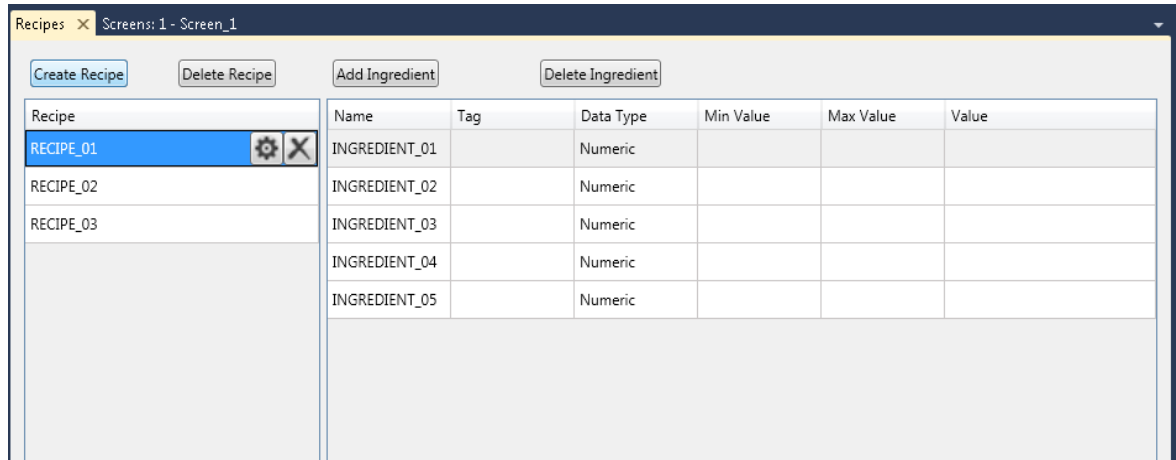 Recipes Screens: 1 - Screen_1
Create Recipe Delete Recipe Add Ingredient Delete Ingredient
Recipe Name Tag Data Type Min Value Max Value Value
RECIPE_01 INGREDIENT_01 Numeric
RECIPE_02 INGREDIENT_02 Numeric
RECIPE_03 INGREDIENT_03 Numeric
INGREDIENT_04 Numeric
INGREDIENT_05 Numeric